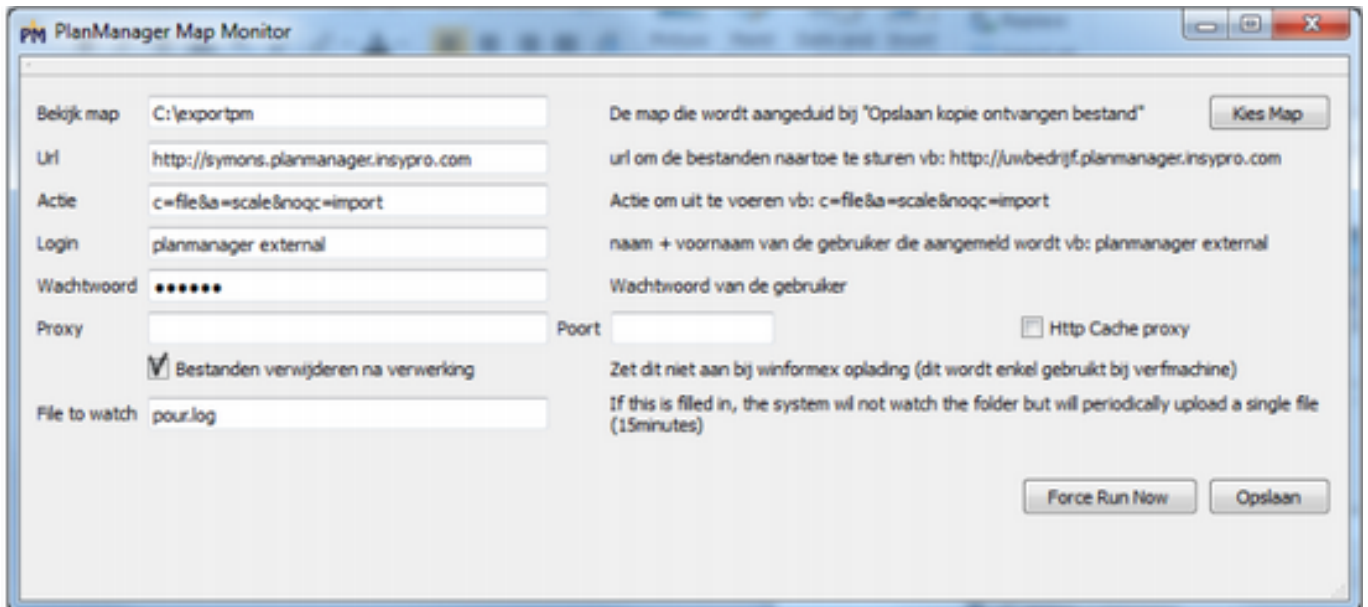 PM PlanManager Map Monitor
Bekijk map C:\exportpm De map die wordt aangeduid bij "Opslaan kopie ontvangen bestand" Kies Map
Url http://symons.planmanager.insypro.com url om de bestanden naartoe te sturen vb: http://uwbedrijf.planmanager.insypro.com
Actie c=file&a=scale&noqc=import Actie om uit te voeren vb: c=file&a=scale&noqc=import
Login planmanager external naam + voornaam van de gebruiker die aangemeld wordt vb: planmanager external
Wachtwoord •••••• Wachtwoord van de gebruiker
Proxy Poort Http Cache proxy
Bestanden verwijderen na verwerking Zet dit niet aan bij winformex oplading (dit wordt enkel gebruikt bij verfmachine)
File to watch pour.log If this is filled in, the system wil not watch the folder but will periodically upload a single file
(15minutes)
Force Run Now Opslaan